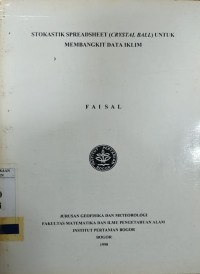 STOKASTIK SPREADSHEET (CRYSTAL BALL) UNTUK
MEMBANGKIT DATA IKLIM
FAISAL
JURUSAN GEOFISIKA DAN METEOROLOGI
FAKULTAS MATEMATIKA DAN ILMU PENGETAHUAN ALAM
INSTITUT PERTANIAN BOGOR
BOGOR
1998